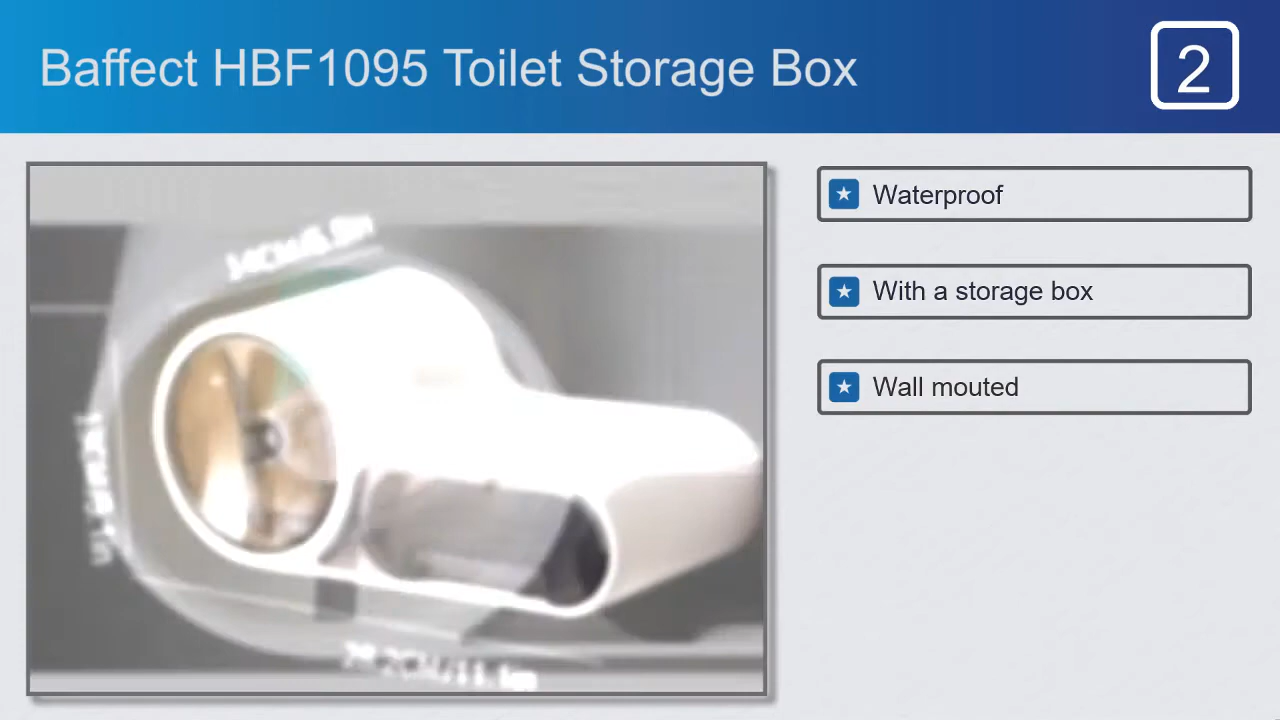 Baffect HBF1095 Toilet Storage Box
2
Waterproof
With a storage box
Wall mouted